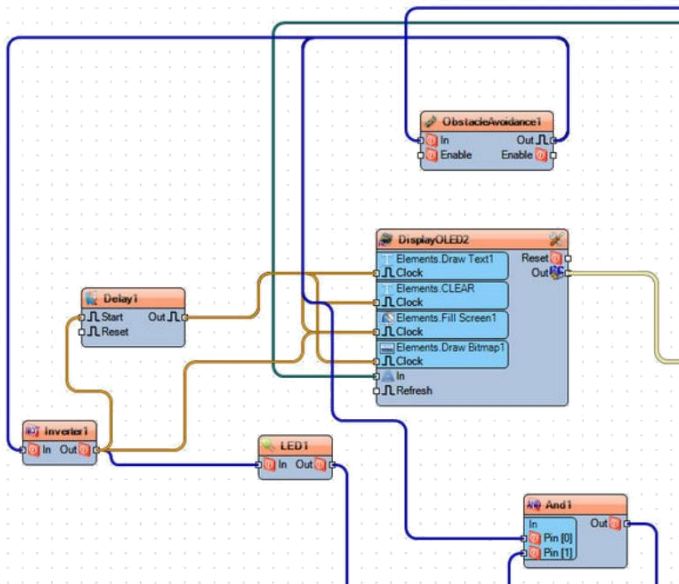 ObstacleAvoidance1
In Out
Enable Enable
DisplayOLED2
Elements.Draw Text1
Reset
Clock
Out
Elements.CLEAR
Clock
Elements.Fill Screen1
Clock
Elements.Draw Bitmap1
Clock
In
Refresh
Delay1
Start Out
Reset
Inverter1
In Out
LED1
In Out
And1
In
Out
Pin [0]
Pin [1]